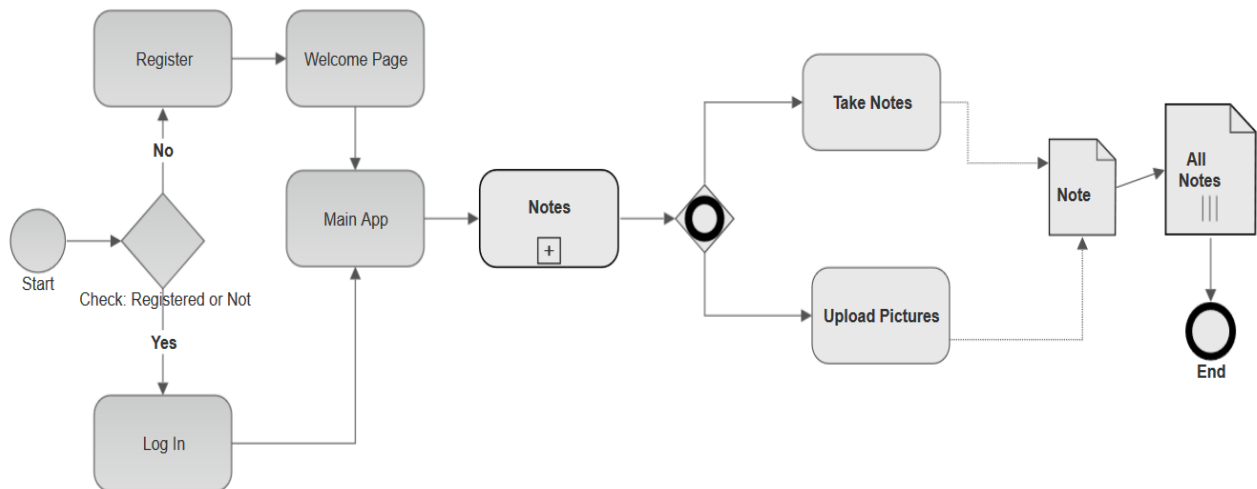 Register
Welcome Page
No
Main App
Notes
Start
Check: Registered or Not
Yes
Log In
Take Notes
Upload Pictures
Note
All
Notes
End